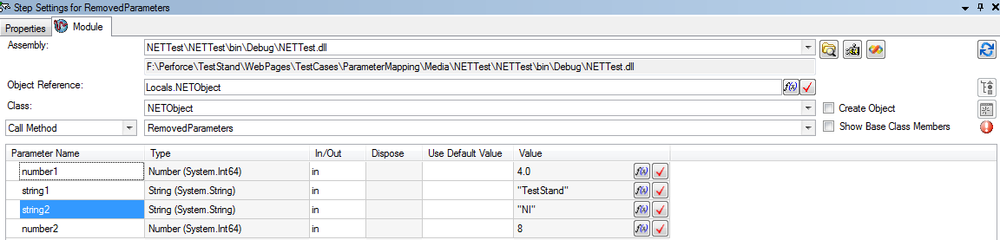 Step Settings for RemovedParameters
Properties Module
Assembly: NETTest\NETTest\bin\Debug\NETTest.dll
F:\Perforce\TestStand\WebPages\TestCases\ParameterMapping\Media\NETTest\NETTest\bin\Debug\NETTest.dll
Object Reference: Locals.NETObject f(x)
Class: NETObject Create Object
Call Method RemovedParameters Show Base Class Members
Parameter Name Type In/Out Dispose Use Default Value Value
number1 Number (System.Int64) in 4.0 f(x)
string1 String (System.String) in "TestStand" f(x)
string2 String (System.String) in "NI" f(x)
number2 Number (System.Int64) in 8 f(x)